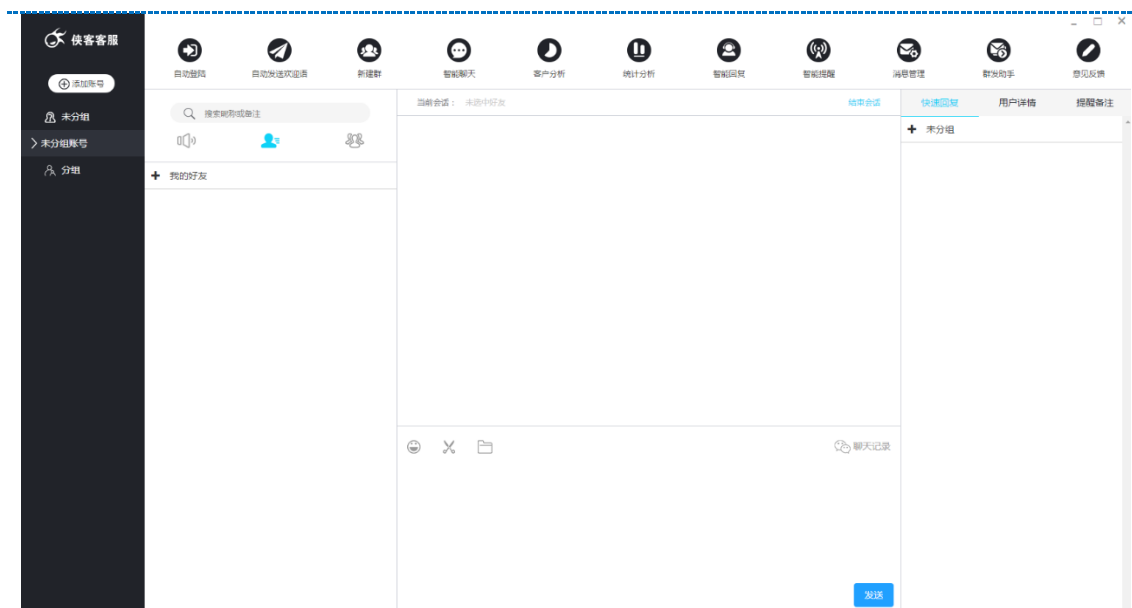 侠客客服
添加账号
未分组
未分组账号
分组
自动登陆
自动发送欢迎语
新建群
智能聊天
客户分析
统计分析
智能回复
智能提醒
消息管理
群发助手
意见反馈
搜索昵称或备注
我的好友
当前会话： 未选中好友
结束会话
聊天记录
发送
快速回复
用户详情
提醒备注
未分组